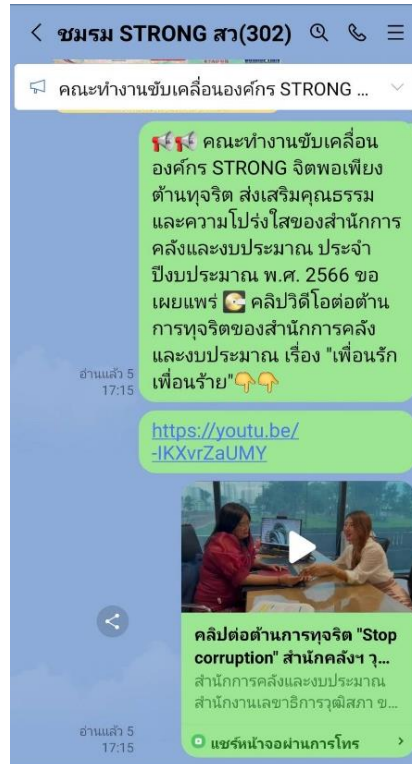 ชมรม STRONG สว(302)
คณะทำงานขับเคลื่อนองค์กร STRONG ...
คณะทำงานขับเคลื่อน
องค์กร STRONG จิตพอเพียง
ต้านทุจริต ส่งเสริมคุณธรรม
และความโปร่งใสของสำนักการ
คลังและงบประมาณ ประจำ
ปีงบประมาณ พ.ศ. 2566 ขอ
เผยแพร่ คลิปวิดีโอต่อต้าน
การทุจริตของสำนักการคลัง
และงบประมาณ เรื่อง "เพื่อนรัก
เพื่อนร้าย"
อ่านแล้ว 5
17:15
https://youtu.be/
-IKXvrZaUMY
คลิปต่อต้านการทุจริต "Stop
corruption" สำนักคลังฯ วุ...
สำนักการคลังและงบประมาณ
สำนักงานเลขาธิการวุฒิสภา ข...
แชร์หน้าจอผ่านการโทร
อ่านแล้ว 5
17:15